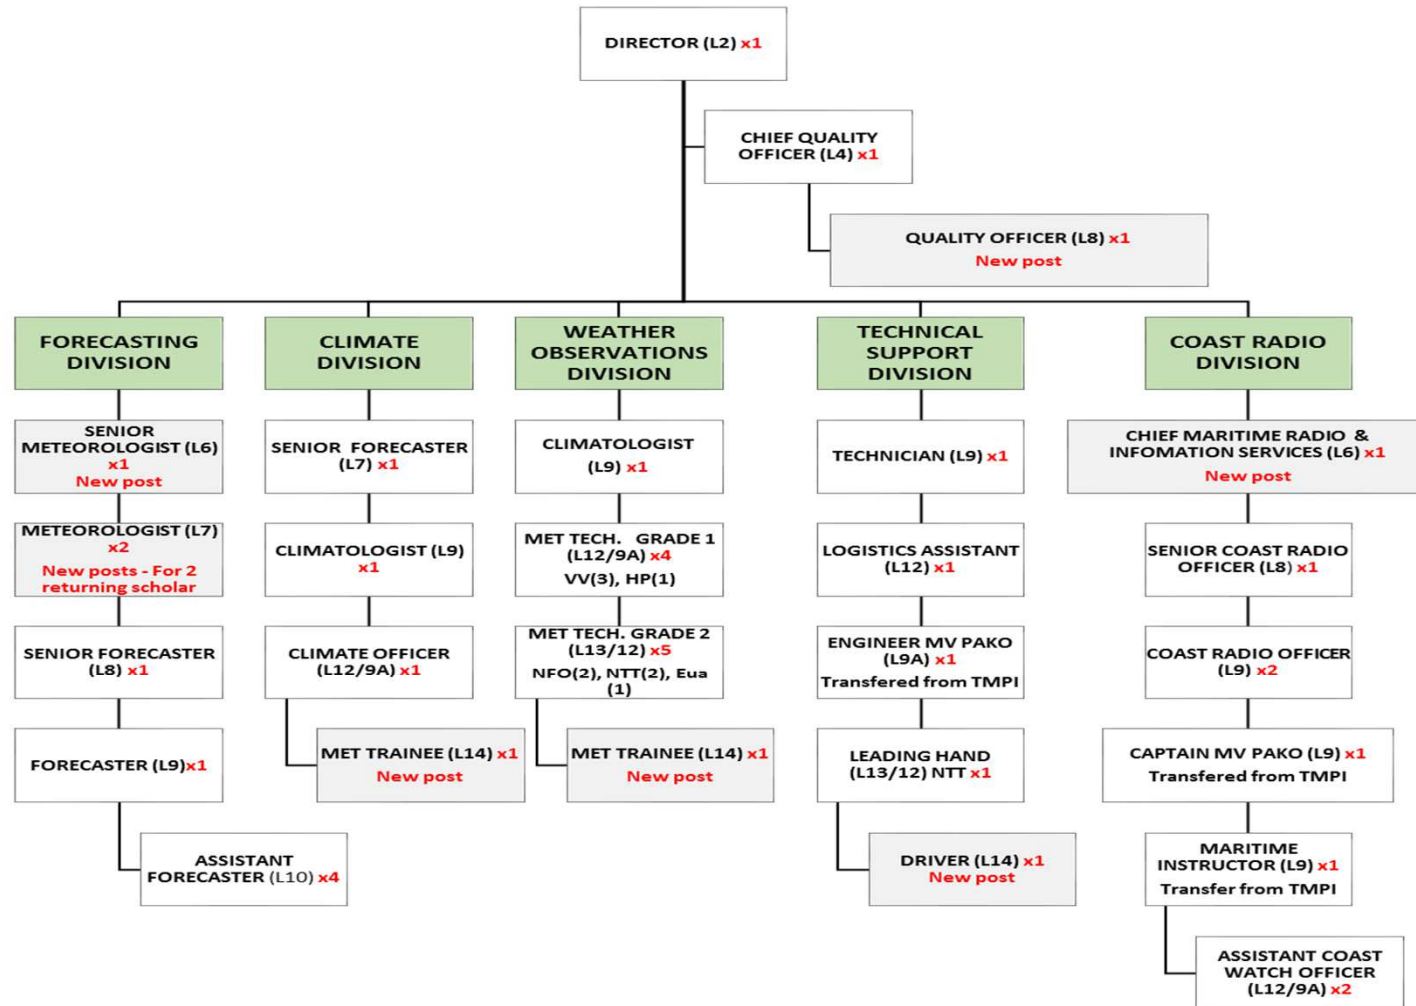 DIRECTOR (L2) x1
CHIEF QUALITY
OFFICER (L4) x1
QUALITY OFFICER (L8) x1
New post
FORECASTING
DIVISION
SENIOR
METEOROLOGIST (L6)
x1
New post
METEOROLOGIST (L7)
x2
New posts - For 2
returning scholar
SENIOR FORECASTER
(L8) x1
FORECASTER (L9)x1
ASSISTANT
FORECASTER (L10) x4
CLIMATE
DIVISION
SENIOR FORECASTER
(L7) x1
CLIMATOLOGIST (L9)
x1
CLIMATE OFFICER
(L12/9A) x1
MET TRAINEE (L14) x1
New post
WEATHER
OBSERVATIONS
DIVISION
CLIMATOLOGIST
(L9) x1
MET TECH. GRADE 1
(L12/9A) x4
VV(3), HP(1)
MET TECH. GRADE 2
(L13/12) x5
NFO(2), NTT(2), Eua
(1)
MET TRAINEE (L14) x1
New post
TECHNICAL
SUPPORT
DIVISION
TECHNICIAN (L9) x1
LOGISTICS ASSISTANT
(L12) x1
ENGINEER MV PAKO
(L9A) x1
Transfered from TMPI
LEADING HAND
(L13/12) NTT x1
DRIVER (L14) x1
New post
COAST RADIO
DIVISION
CHIEF MARITIME RADIO &
INFOMATION SERVICES (L6) x1
New post
SENIOR COAST RADIO
OFFICER (L8) x1
COAST RADIO OFFICER
(L9) x2
CAPTAIN MV PAKO (L9) x1
Transfered from TMPI
MARITIME
INSTRUCTOR (L9) x1
Transfer from TMPI
ASSISTANT COAST
WATCH OFFICER
(L12/9A) x2